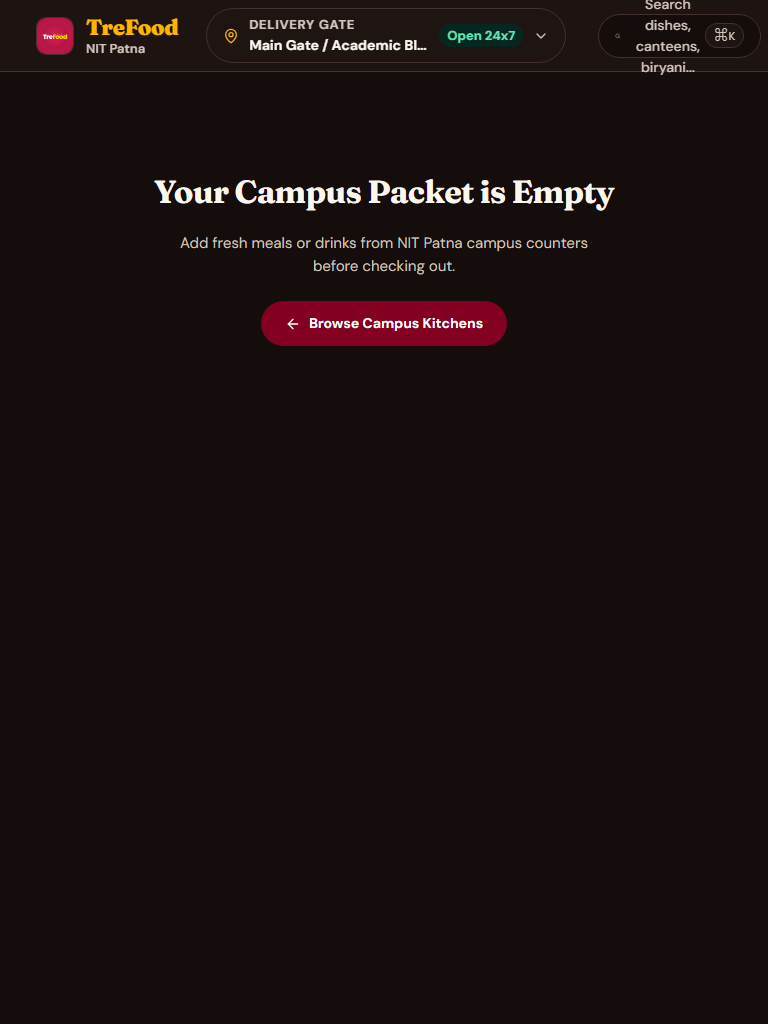 TreFood
TreFood
NIT Patna
DELIVERY GATE
Main Gate / Academic Bl...
Open 24x7
Search
dishes,
canteens,
biryani...
⌘K
Your Campus Packet is Empty
Add fresh meals or drinks from NIT Patna campus counters
before checking out.
Browse Campus Kitchens